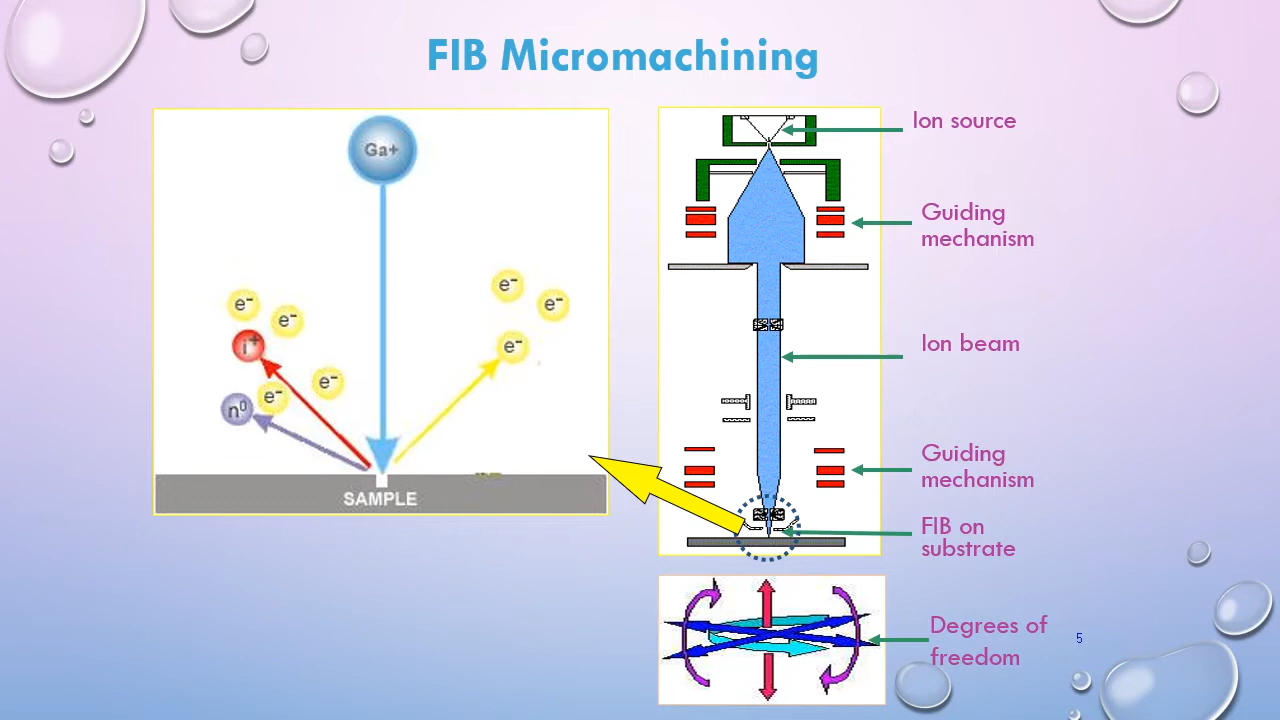 FIB Micromachining
Ga+
e⁻
e⁻
e⁻
e⁻
i⁺
e⁻
e⁻
e⁻
n⁰
SAMPLE
Ion source
Guiding
mechanism
Ion beam
Guiding
mechanism
FIB on
substrate
Degrees of
freedom
5